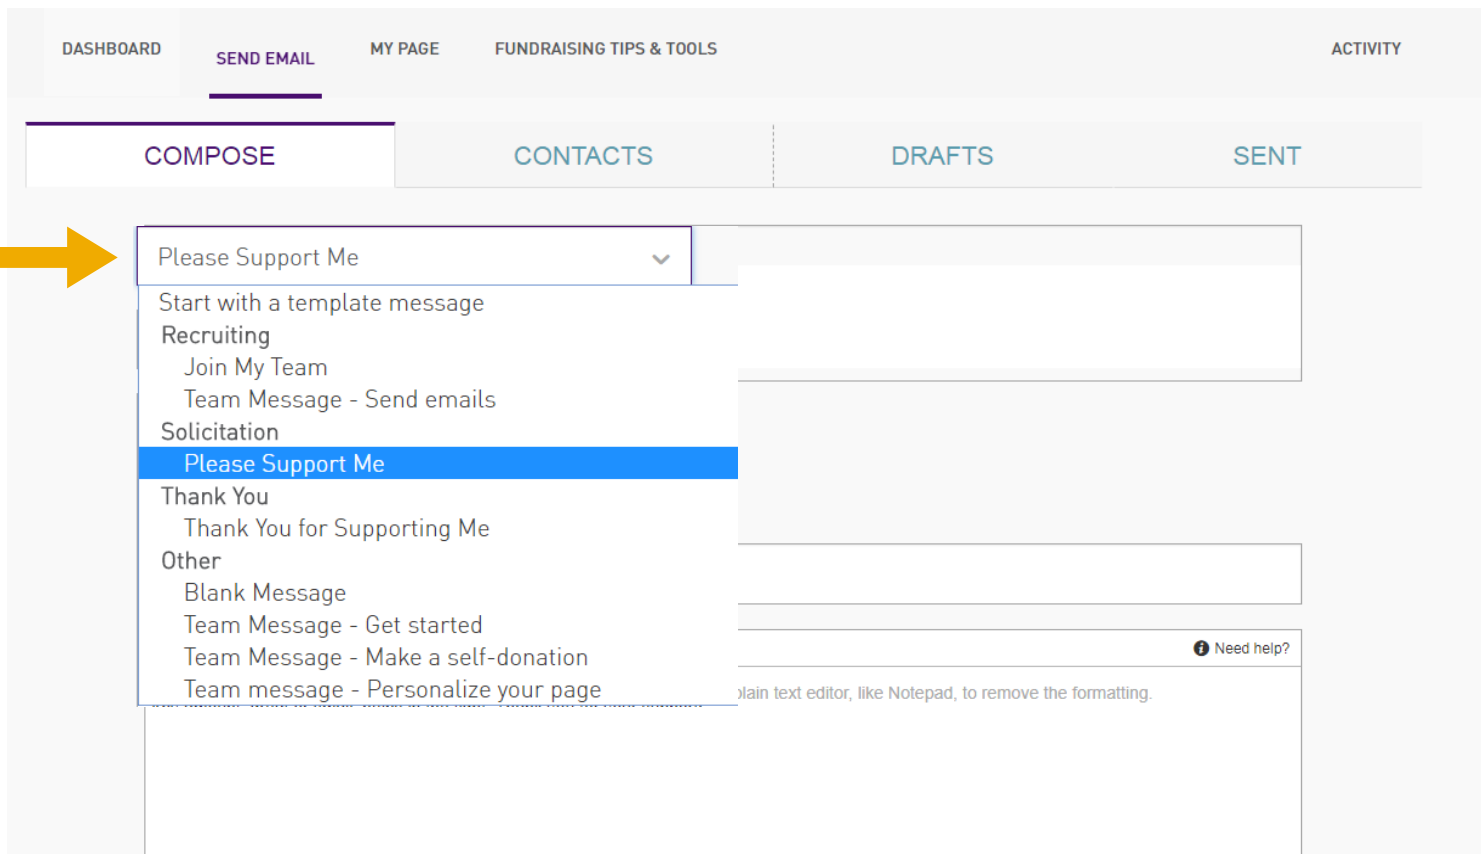 DASHBOARD SEND EMAIL MY PAGE FUNDRAISING TIPS & TOOLS ACTIVITY
COMPOSE CONTACTS DRAFTS SENT
Please Support Me
Start with a template message
Recruiting
Join My Team
Team Message - Send emails
Solicitation
Please Support Me
Thank You
Thank You for Supporting Me
Other
Blank Message
Team Message - Get started
Team Message - Make a self-donation
Team message - Personalize your page
Need help?
plain text editor, like Notepad, to remove the formatting.